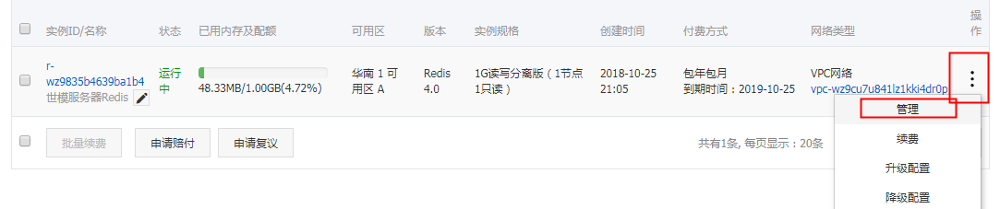 实例ID/名称 状态 已用内存及配额 可用区 版本 实例规格 创建时间 付费方式 网络类型 操
作
r-
wz9835b4639ba1b4
世模服务器Redis
运行
中
48.33MB/1.00GB(4.72%)
华南 1 可
用区 A
Redis
4.0
1G读写分离版（1节点
1只读）
2018-10-25
21:05
包年包月
到期时间：2019-10-25
VPC网络
vpc-wz9cu7u841lz1kki4dr0p
管理
续费
升级配置
降级配置
批量续费 申请赔付 申请复议 共有1条, 每页显示：20条